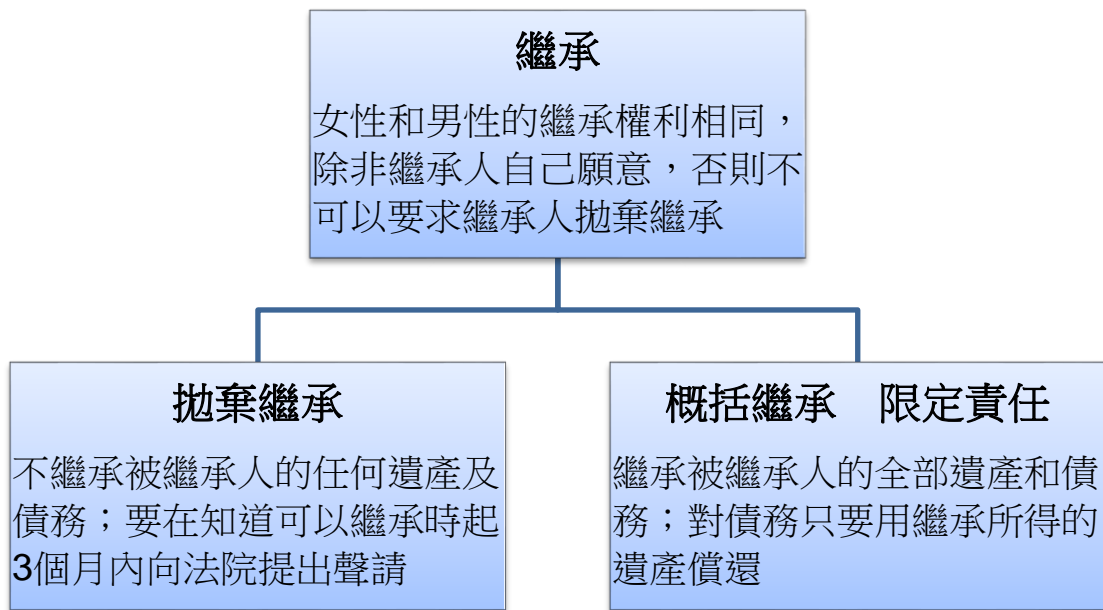 繼承
女性和男性的繼承權利相同，
除非繼承人自己願意，否則不
可以要求繼承人拋棄繼承
拋棄繼承
不繼承被繼承人的任何遺產及
債務；要在知道可以繼承時起
3個月內向法院提出聲請
概括繼承　限定責任
繼承被繼承人的全部遺產和債
務；對債務只要用繼承所得的
遺產償還